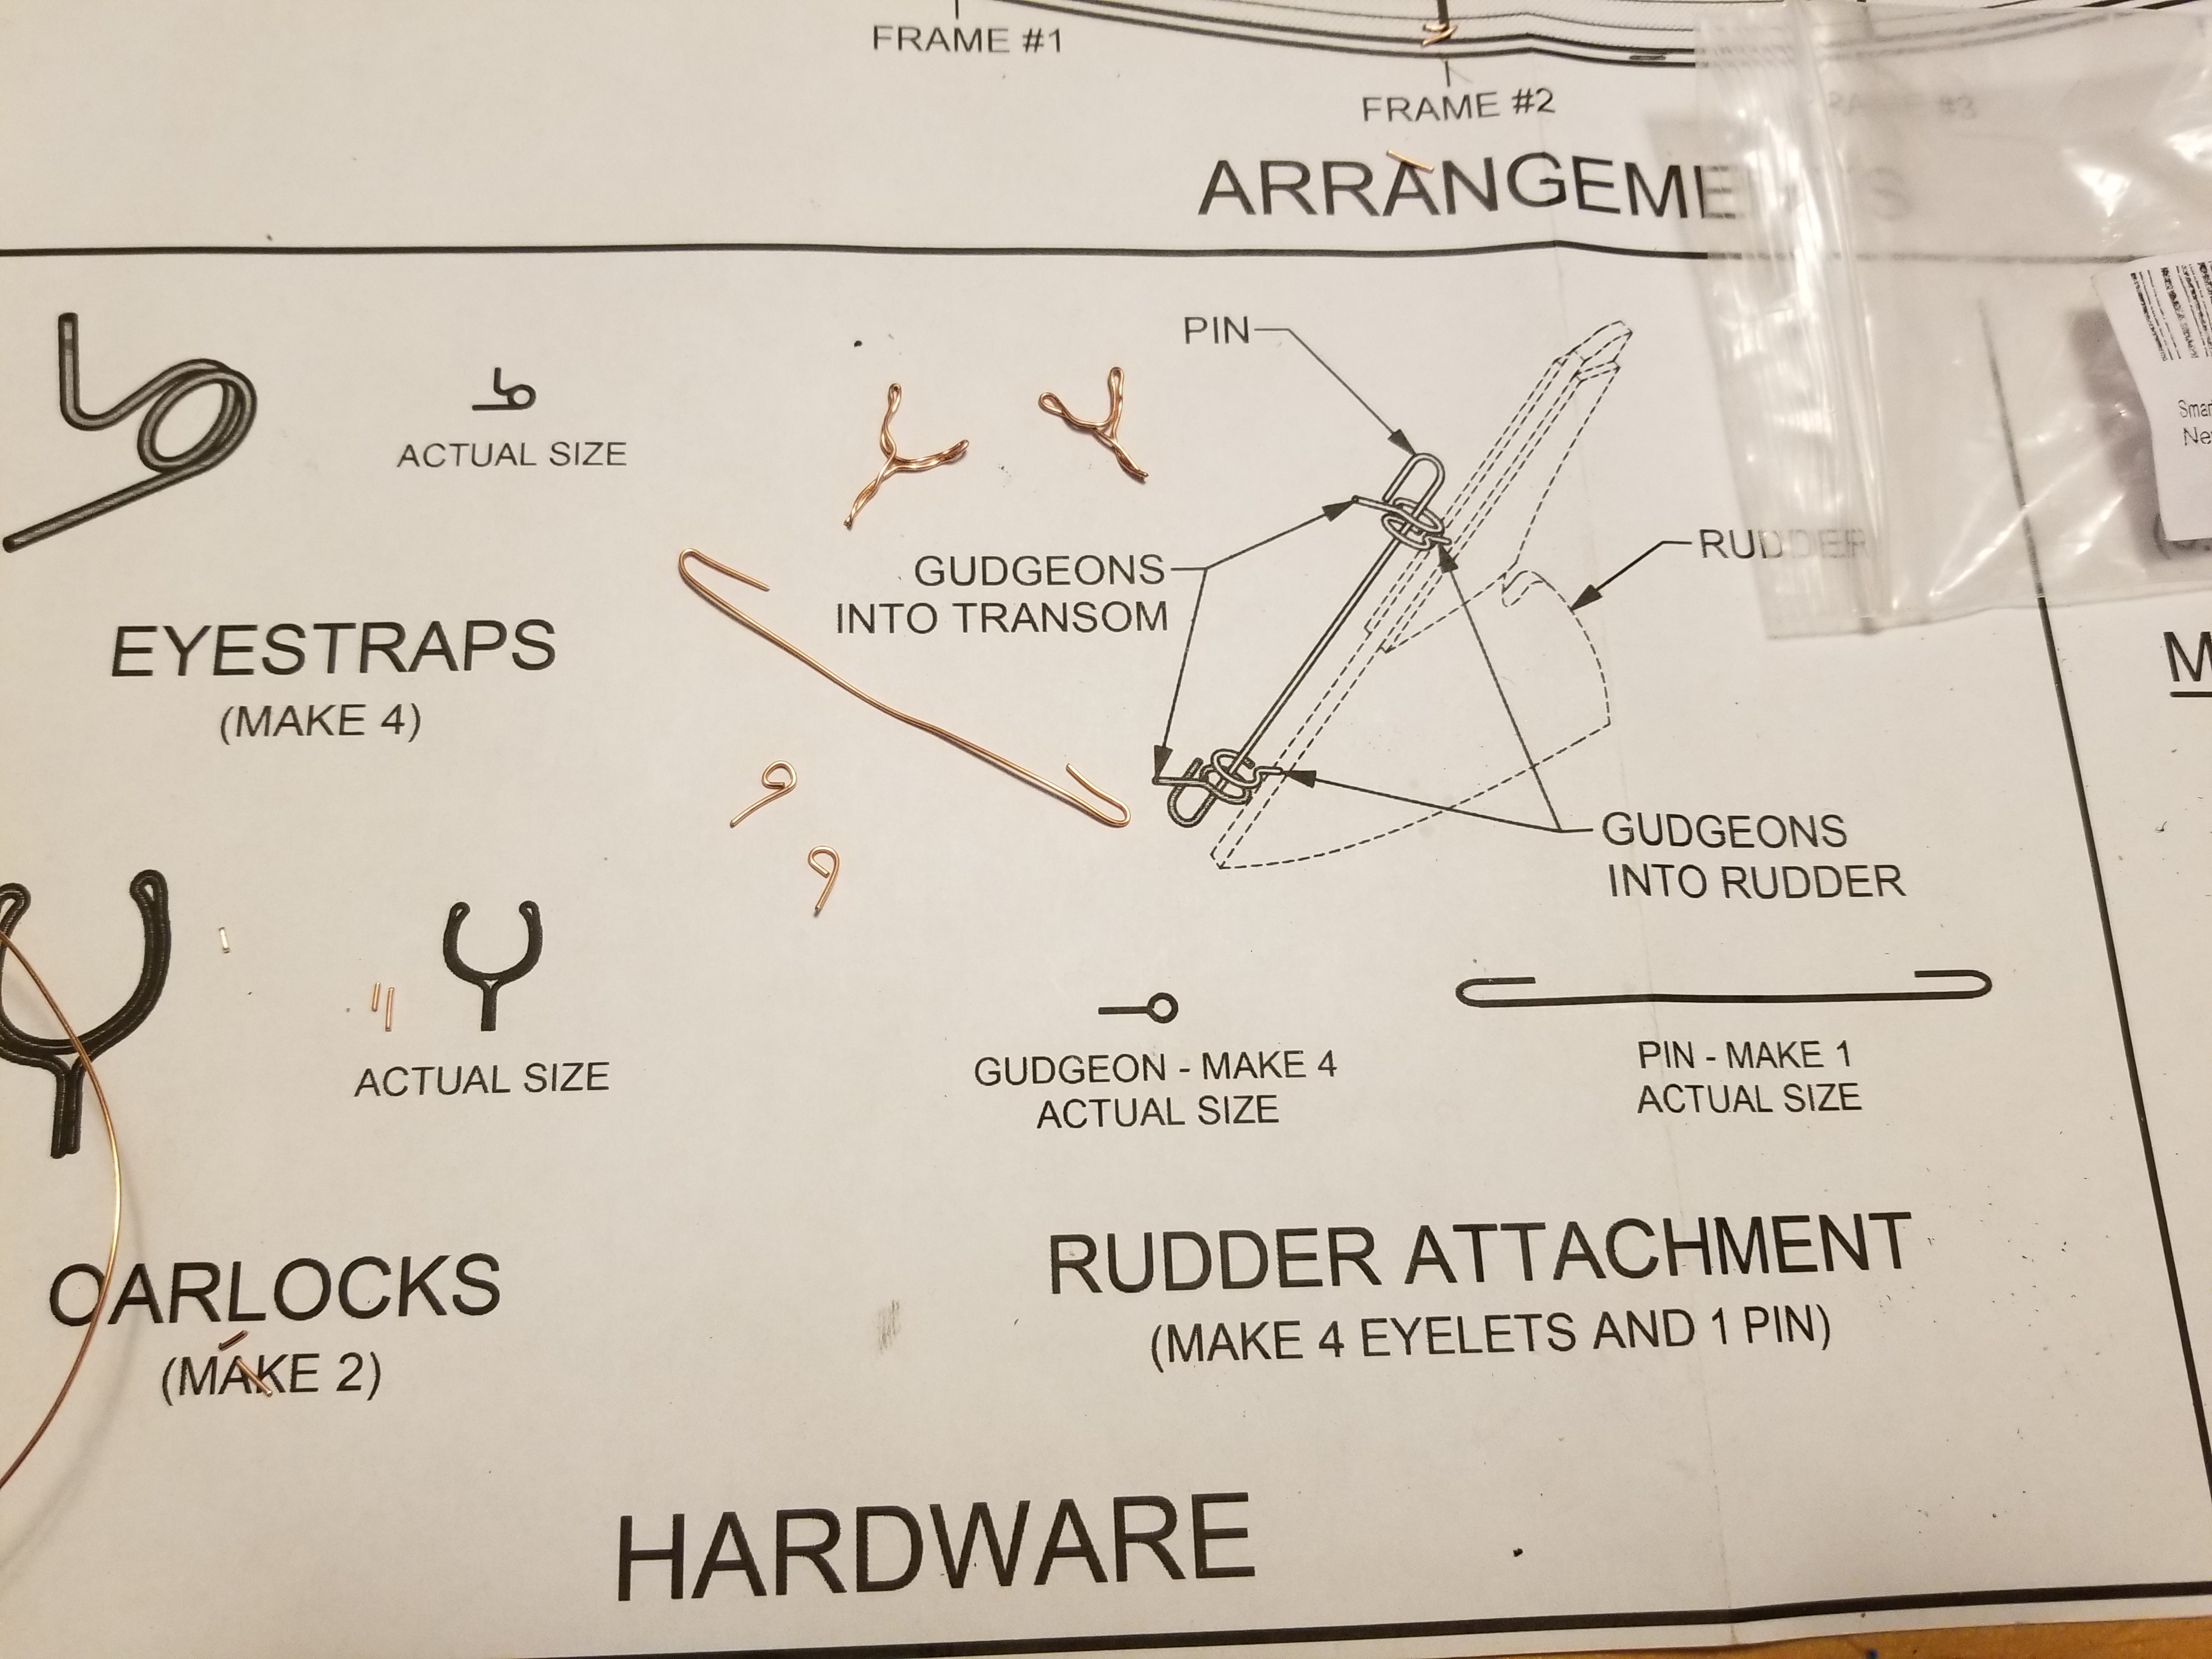 FRAME #1
FRAME #2
ARRANGEMENTS
ACTUAL SIZE
EYESTRAPS
(MAKE 4)
ACTUAL SIZE
OARLOCKS
(MAKE 2)
PIN
GUDGEONS
INTO TRANSOM
RUDDER
GUDGEONS
INTO RUDDER
GUDGEON - MAKE 4
ACTUAL SIZE
PIN - MAKE 1
ACTUAL SIZE
RUDDER ATTACHMENT
(MAKE 4 EYELETS AND 1 PIN)
HARDWARE